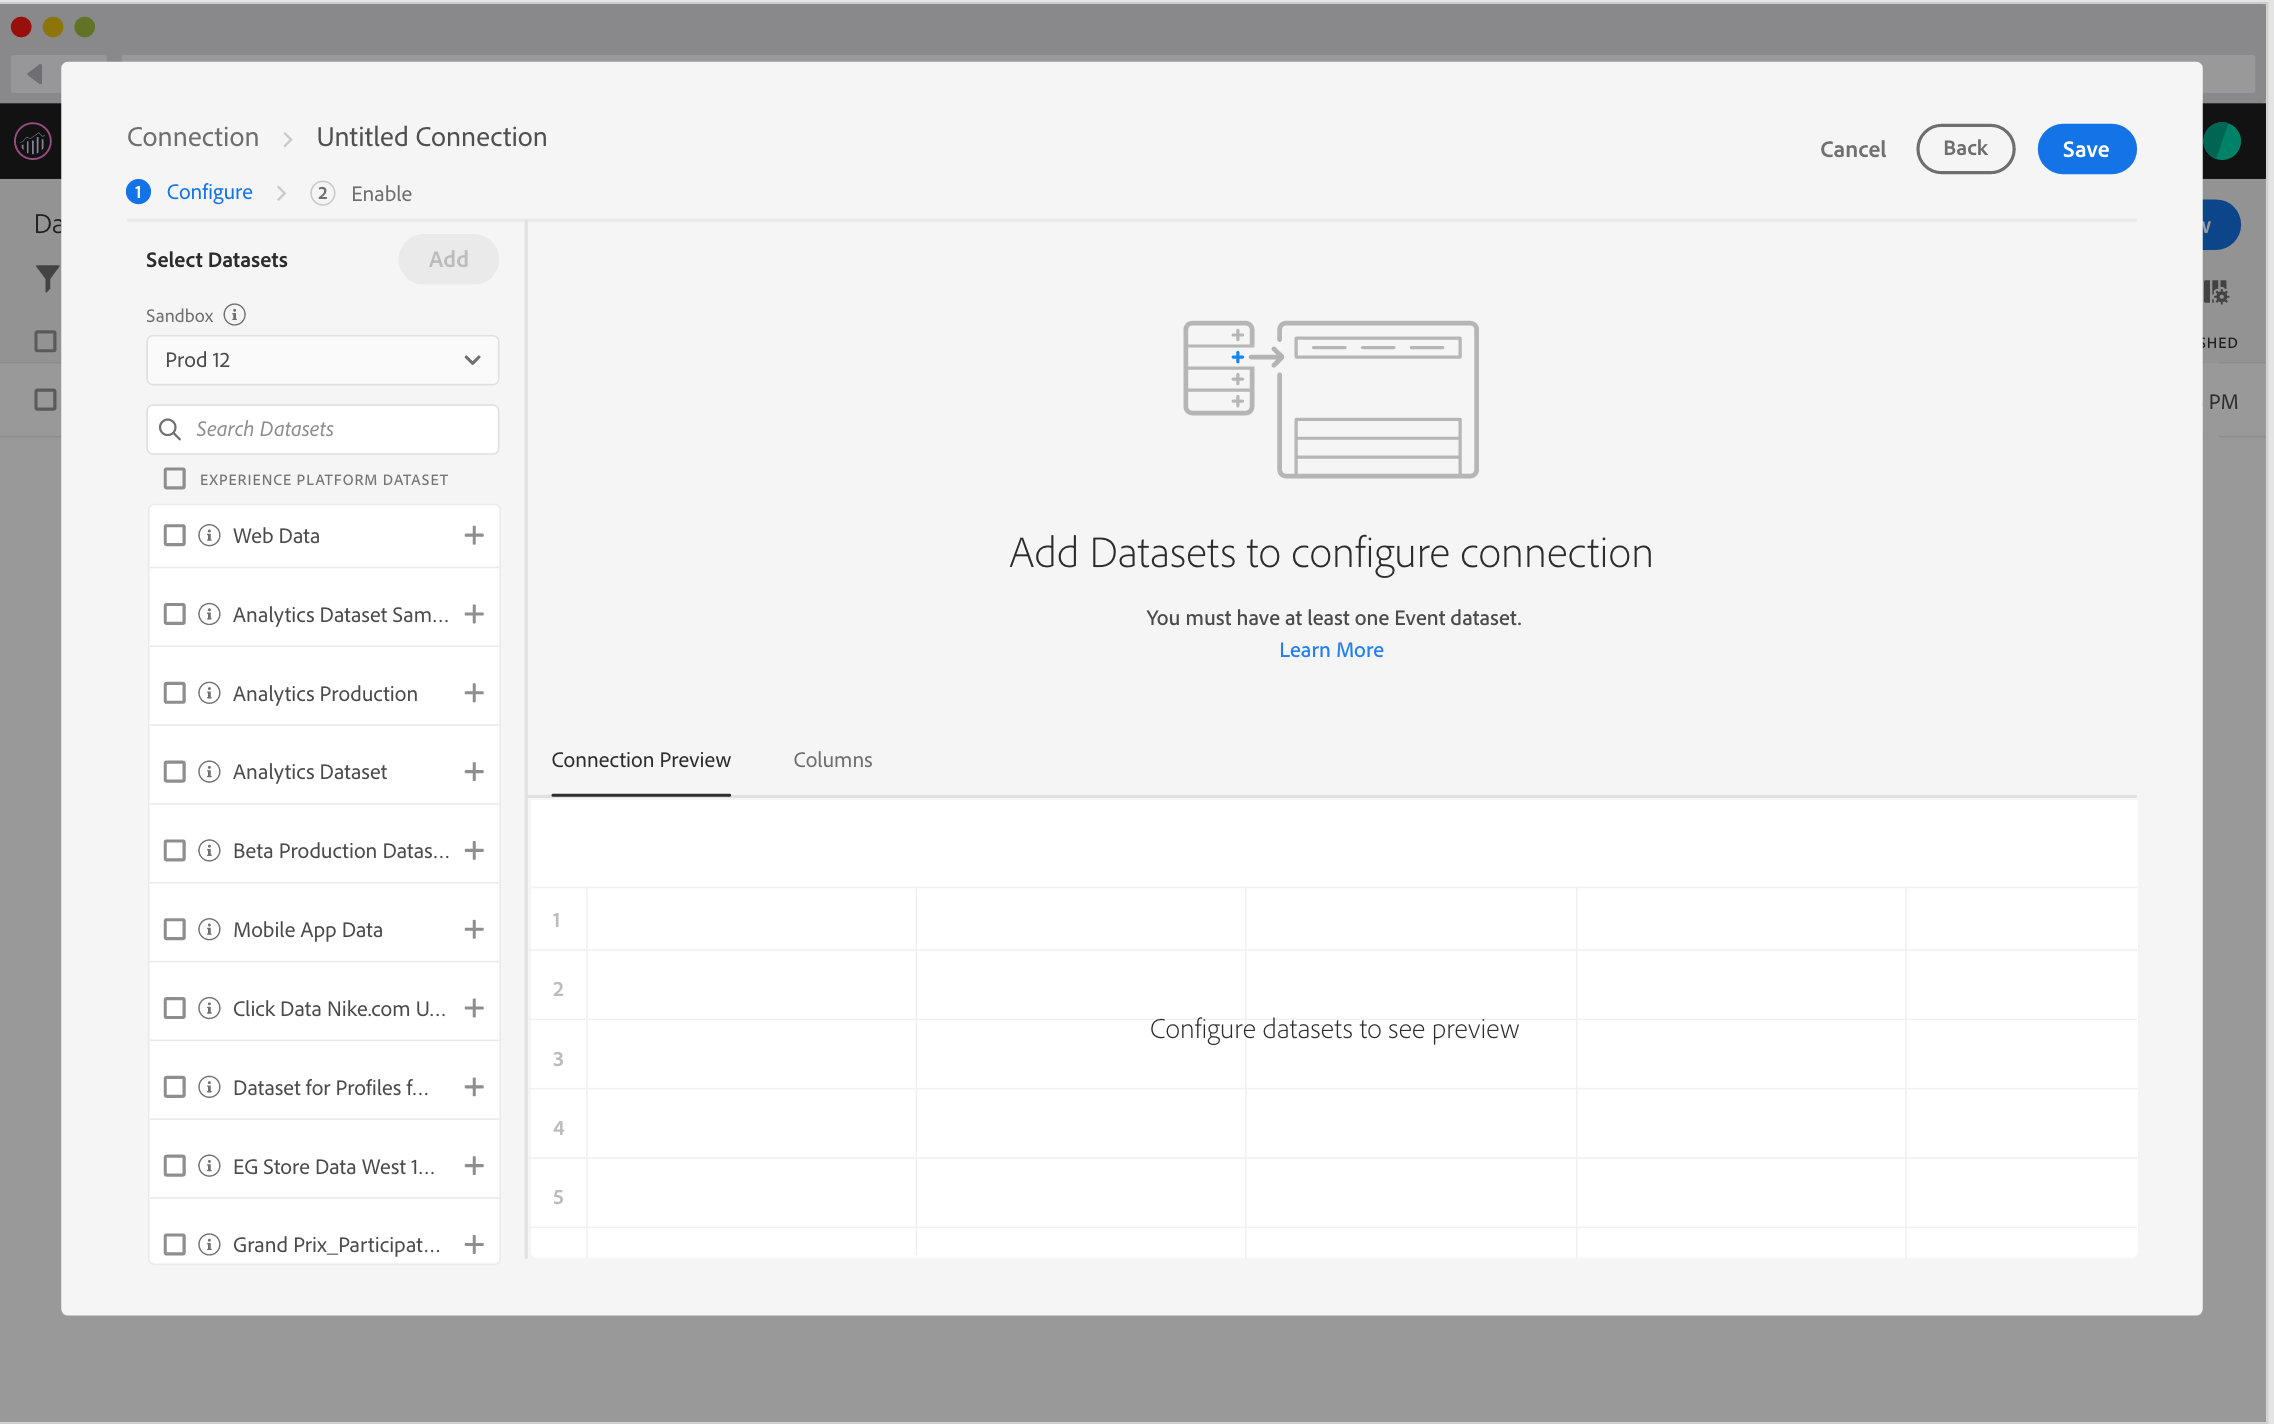 Connection > Untitled Connection
Cancel
Back
Save
1 Configure > 2 Enable
Da
Select Datasets
Add
Sandbox
Prod 12
Search Datasets
EXPERIENCE PLATFORM DATASET
Web Data
Analytics Dataset Sam...
Analytics Production
Analytics Dataset
Beta Production Datas...
Mobile App Data
Click Data Nike.com U...
Dataset for Profiles f...
EG Store Data West 1...
Grand Prix_Participat...
Add Datasets to configure connection
You must have at least one Event dataset.
Learn More
Connection Preview
Columns
1
2
Configure datasets to see preview
3
4
5
SHED
PM